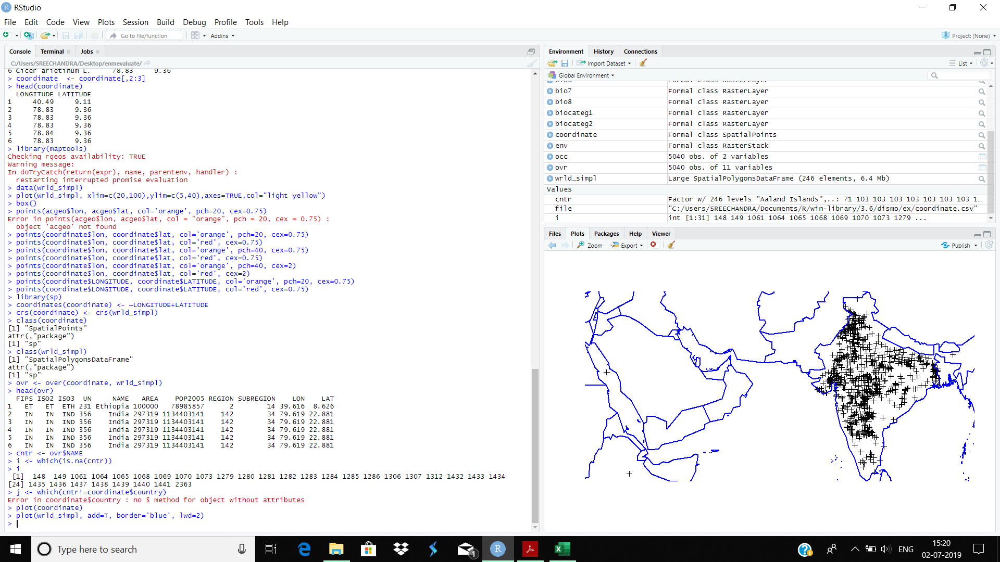 RStudio
File Edit Code View Plots Session Build Debug Profile Tools Help
Go to file/function Addins Project: (None)
Console Terminal Jobs
C:/Users/SREECHANDRA/Desktop/enmevaluate/
6 Cicer arietinum L. 78.83 9.36
> coordinate <- coordinate[,2:3]
> head(coordinate)
LONGITUDE LATITUDE
1 40.49 9.11
2 78.83 9.36
3 78.83 9.36
4 78.83 9.36
5 78.84 9.36
6 78.83 9.36
> library(maptools)
Checking rgeos availability: TRUE
Warning message:
In doTryCatch(return(expr), name, parentenv, handler) :
restarting interrupted promise evaluation
> data(wrld_simpl)
> plot(wrld_simpl, xlim=c(20,100),ylim=c(5,40),axes=TRUE,col="light yellow")
> box()
> points(acgeo$lon, acgeo$lat, col='orange', pch=20, cex=0.75)
Error in points(acgeo$lon, acgeo$lat, col = "orange", pch = 20, cex = 0.75) :
object 'acgeo' not found
> points(coordinate$lon, coordinate$lat, col='orange', pch=20, cex=0.75)
> points(coordinate$lon, coordinate$lat, col='red', cex=0.75)
> points(coordinate$lon, coordinate$lat, col='orange', pch=40, cex=0.75)
> points(coordinate$lon, coordinate$lat, col='red', cex=0.75)
> points(coordinate$lon, coordinate$lat, col='orange', pch=40, cex=2)
> points(coordinate$lon, coordinate$lat, col='red', cex=2)
> points(coordinate$LONGITUDE, coordinate$LATITUDE, col='orange', pch=20, cex=0.75)
> points(coordinate$LONGITUDE, coordinate$LATITUDE, col='red', cex=0.75)
> library(sp)
> coordinates(coordinate) <- ~LONGITUDE+LATITUDE
> crs(coordinate) <- crs(wrld_simpl)
> class(coordinate)
[1] "SpatialPoints"
attr(,"package")
[1] "sp"
> class(wrld_simpl)
[1] "SpatialPolygonsDataFrame"
attr(,"package")
[1] "sp"
> ovr <- over(coordinate, wrld_simpl)
> head(ovr)
FIPS ISO2 ISO3 UN NAME AREA POP2005 REGION SUBREGION LON LAT
1 ET ET ETH 231 Ethiopia 100000 78985857 2 14 39.616 8.626
2 IN IN IND 356 India 297319 1134403141 142 34 79.619 22.881
3 IN IN IND 356 India 297319 1134403141 142 34 79.619 22.881
4 IN IN IND 356 India 297319 1134403141 142 34 79.619 22.881
5 IN IN IND 356 India 297319 1134403141 142 34 79.619 22.881
6 IN IN IND 356 India 297319 1134403141 142 34 79.619 22.881
> cntr <- ovr$NAME
> i <- which(is.na(cntr))
> i
[1] 148 149 1061 1064 1065 1068 1069 1070 1073 1279 1280 1281 1282 1283 1284 1285 1286 1306 1307 1312 1432 1433 1434
[24] 1435 1436 1437 1438 1439 1440 1441 2363
> j <- which(cntr!=coordinate$country)
Error in coordinate$country : no $ method for object without attributes
> plot(coordinate)
> plot(wrld_simpl, add=T, border='blue', lwd=2)
>
Environment History Connections
Import Dataset List
Global Environment
bio6 Formal class RasterLayer
bio7 Formal class RasterLayer
bio8 Formal class RasterLayer
biocateg1 Formal class RasterLayer
biocateg2 Formal class RasterLayer
coordinate Formal class SpatialPoints
env Formal class RasterStack
occ 5040 obs. of 2 variables
ovr 5040 obs. of 11 variables
wrld_simpl Large SpatialPolygonsDataFrame (246 elements, 6.4 Mb)
Values
cntr Factor w/ 246 levels "Aaland Islands",..: 71 103 103 103 103 103 103 103 1…
file "C:/Users/SREECHANDRA/Documents/R/win-library/3.6/dismo/ex/coordinate.csv"
i int [1:31] 148 149 1061 1064 1065 1068 1069 1070 1073 1279 ...
Files Plots Packages Help Viewer
Zoom Export Publish
Type here to search
1
ENG
15:20
02-07-2019